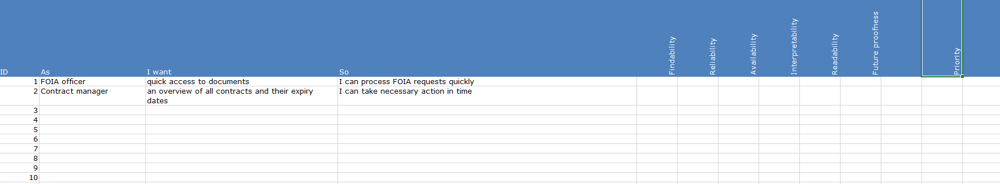 ID As I want So Findability Reliability Availability Interpretability Readability Future proofness Priority
1 FOIA officer quick access to documents I can process FOIA requests quickly
2 Contract manager an overview of all contracts and their expiry I can take necessary action in time
dates
3
4
5
6
7
8
9
10